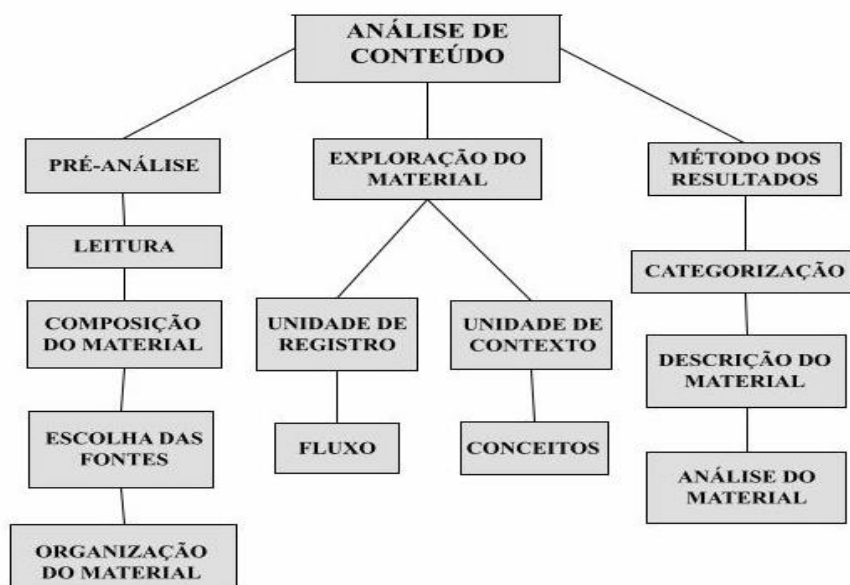 ANÁLISE DE
CONTEÚDO
PRÉ-ANÁLISE
LEITURA
COMPOSIÇÃO
DO MATERIAL
ESCOLHA DAS
FONTES
ORGANIZAÇÃO
DO MATERIAL
EXPLORAÇÃO DO
MATERIAL
UNIDADE DE
REGISTRO
FLUXO
UNIDADE DE
CONTEXTO
CONCEITOS
MÉTODO DOS
RESULTADOS
CATEGORIZAÇÃO
DESCRIÇÃO DO
MATERIAL
ANÁLISE DO
MATERIAL